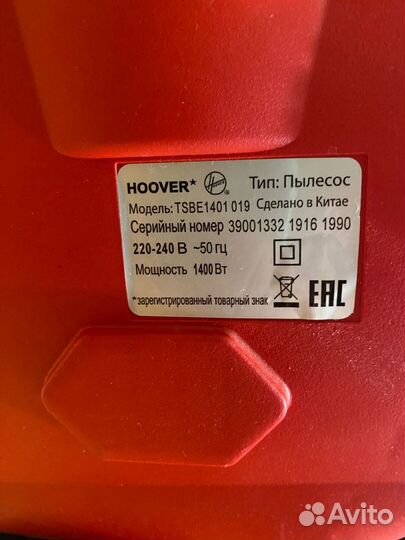 HOOVER* Hoover Тип: Пылесос
Модель: TSBE1401 019 Сделано в Китае
Серийный номер 39001332 1916 1990
220-240 В ~50 гц
Мощность 1400 Вт
*зарегистрированный товарный знак EAC
Avito